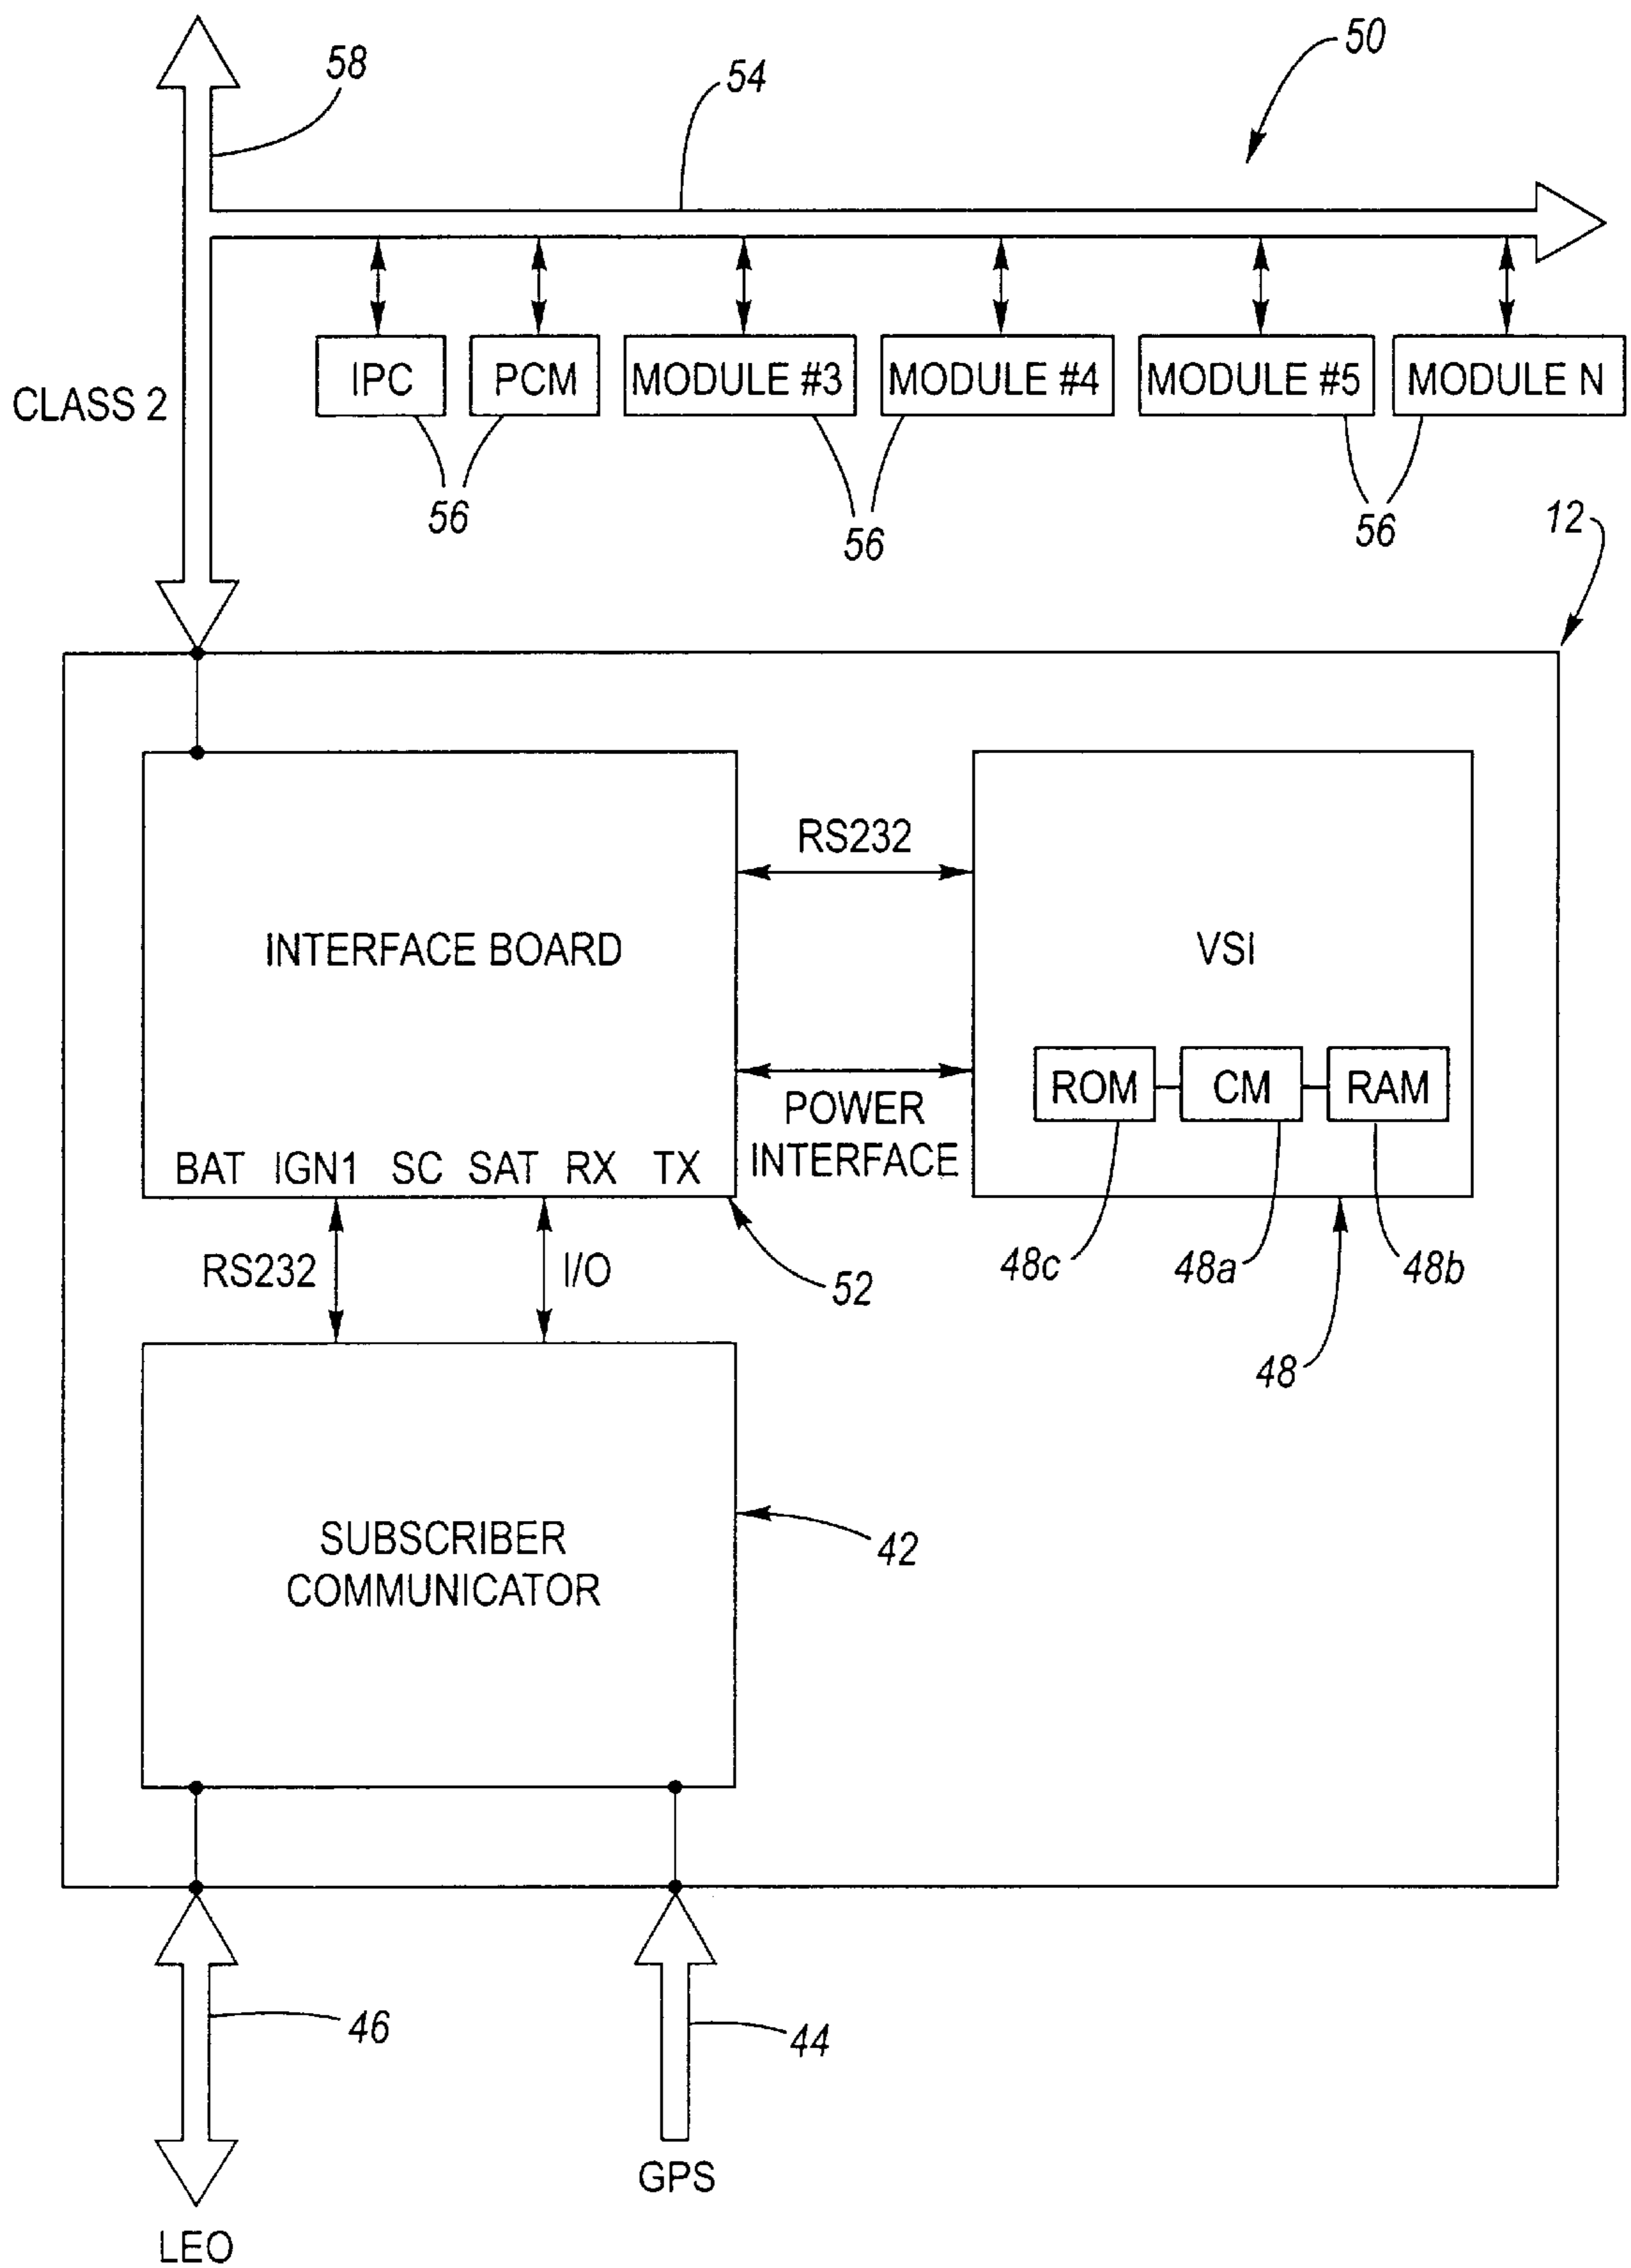 50
58
54
IPC
PCM
MODULE #3
MODULE #4
MODULE #5
MODULE N
CLASS 2
56
56
56
12
RS232
INTERFACE BOARD
VSI
ROM
CM
RAM
POWER
INTERFACE
BAT IGN1 SC SAT RX TX
RS232
I/O
52
48c
48a
48b
48
SUBSCRIBER
COMMUNICATOR
42
46
44
GPS
LEO